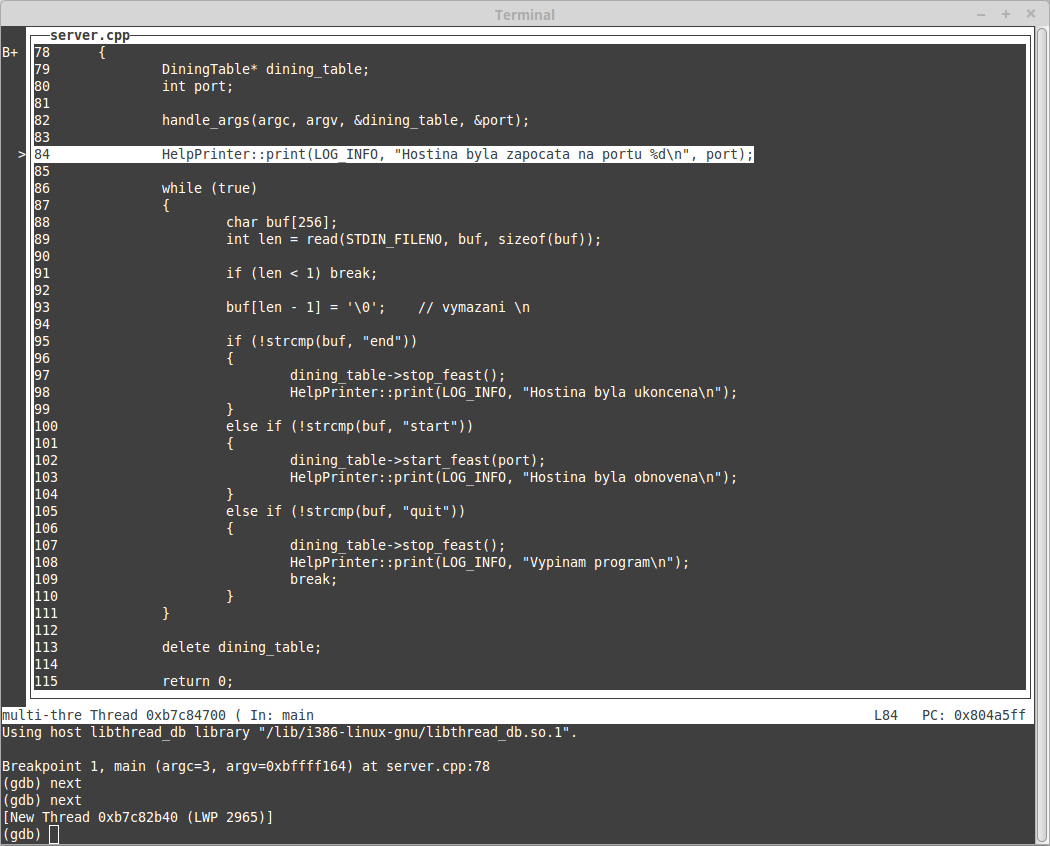 Terminal
server.cpp
B+ 78 {
79 DiningTable* dining_table;
80 int port;
81
82 handle_args(argc, argv, &dining_table, &port);
83
> 84 HelpPrinter::print(LOG_INFO, "Hostina byla zapocata na portu %d\n", port);
85
86 while (true)
87 {
88 char buf[256];
89 int len = read(STDIN_FILENO, buf, sizeof(buf));
90
91 if (len < 1) break;
92
93 buf[len - 1] = '\0'; // vymazani \n
94
95 if (!strcmp(buf, "end"))
96 {
97 dining_table->stop_feast();
98 HelpPrinter::print(LOG_INFO, "Hostina byla ukoncena\n");
99 }
100 else if (!strcmp(buf, "start"))
101 {
102 dining_table->start_feast(port);
103 HelpPrinter::print(LOG_INFO, "Hostina byla obnovena\n");
104 }
105 else if (!strcmp(buf, "quit"))
106 {
107 dining_table->stop_feast();
108 HelpPrinter::print(LOG_INFO, "Vypinam program\n");
109 break;
110 }
111 }
112
113 delete dining_table;
114
115 return 0;
multi-thre Thread 0xb7c84700 ( In: main L84 PC: 0x804a5ff
Using host libthread_db library "/lib/i386-linux-gnu/libthread_db.so.1".
Breakpoint 1, main (argc=3, argv=0xbffff164) at server.cpp:78
(gdb) next
(gdb) next
[New Thread 0xb7c82b40 (LWP 2965)]
(gdb)